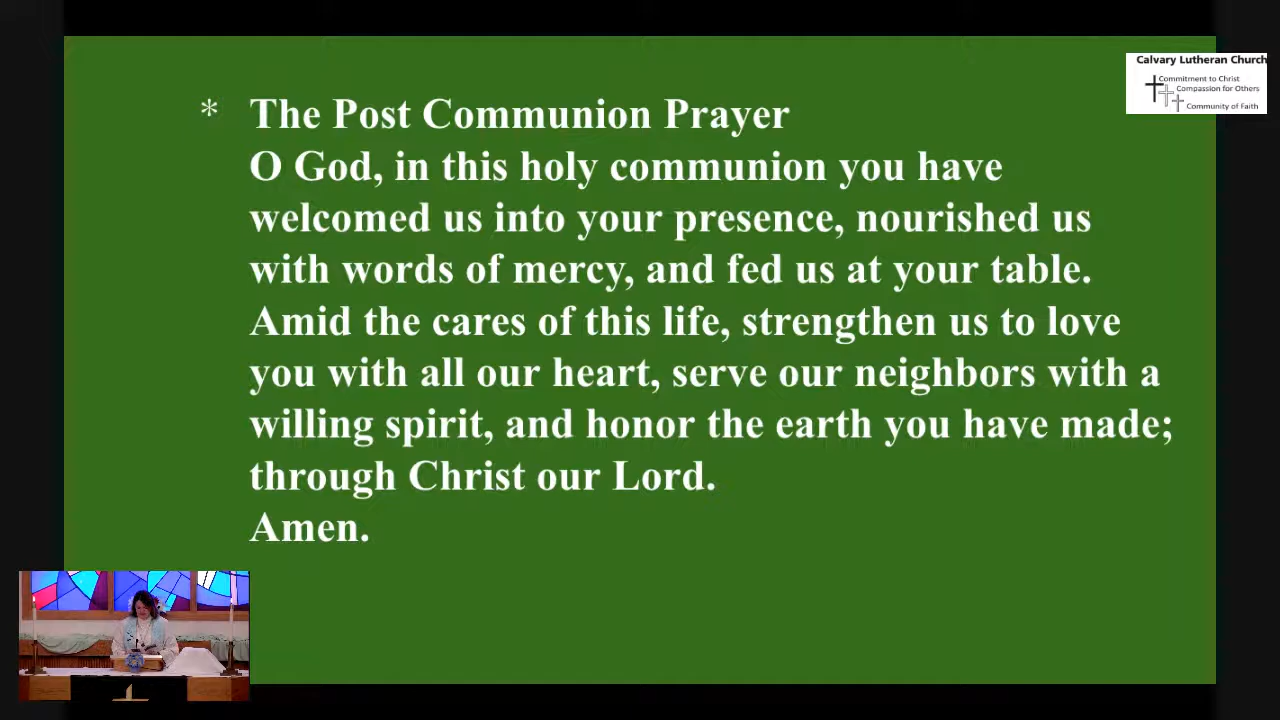 Calvary Lutheran Church
Commitment to Christ
Compassion for Others
Community of Faith
* The Post Communion Prayer
O God, in this holy communion you have
welcomed us into your presence, nourished us
with words of mercy, and fed us at your table.
Amid the cares of this life, strengthen us to love
you with all our heart, serve our neighbors with a
willing spirit, and honor the earth you have made;
through Christ our Lord.
Amen.